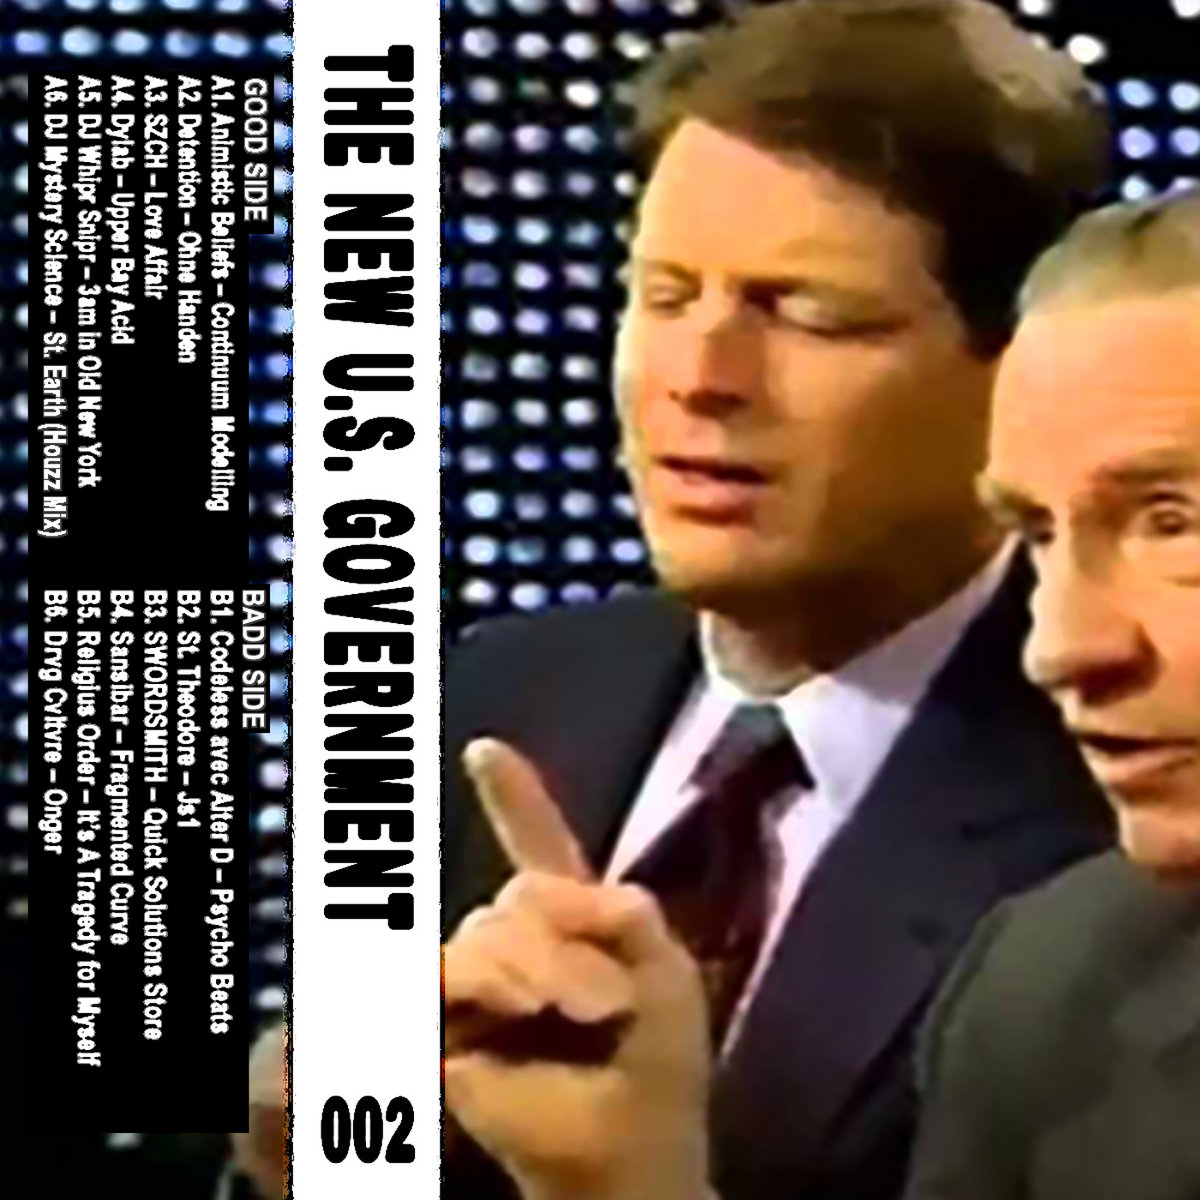 GOOD SIDE
A1. Animistic Beliefs – Continuum Modelling
A2. Detention – Ohne Handen
A3. SZCH – Love Affair
A4. Dylab – Upper Bay Acid
A5. DJ Whipr Snipr – 3am in Old New York
A6. DJ Mystery Science – St. Earth (Houzz Mix)
BADD SIDE
B1. Codeless avec Alter D – Psycho Beats
B2. St. Theodore – Js1
B3. SWORDSMITH – Quick Solutions Store
B4. Sansibar – Fragmented Curve
B5. Religius Order – It's A Tragedy for Myself
B6. Drvg Cvltvre – Onger
THE NEW U.S. GOVERNMENT
002